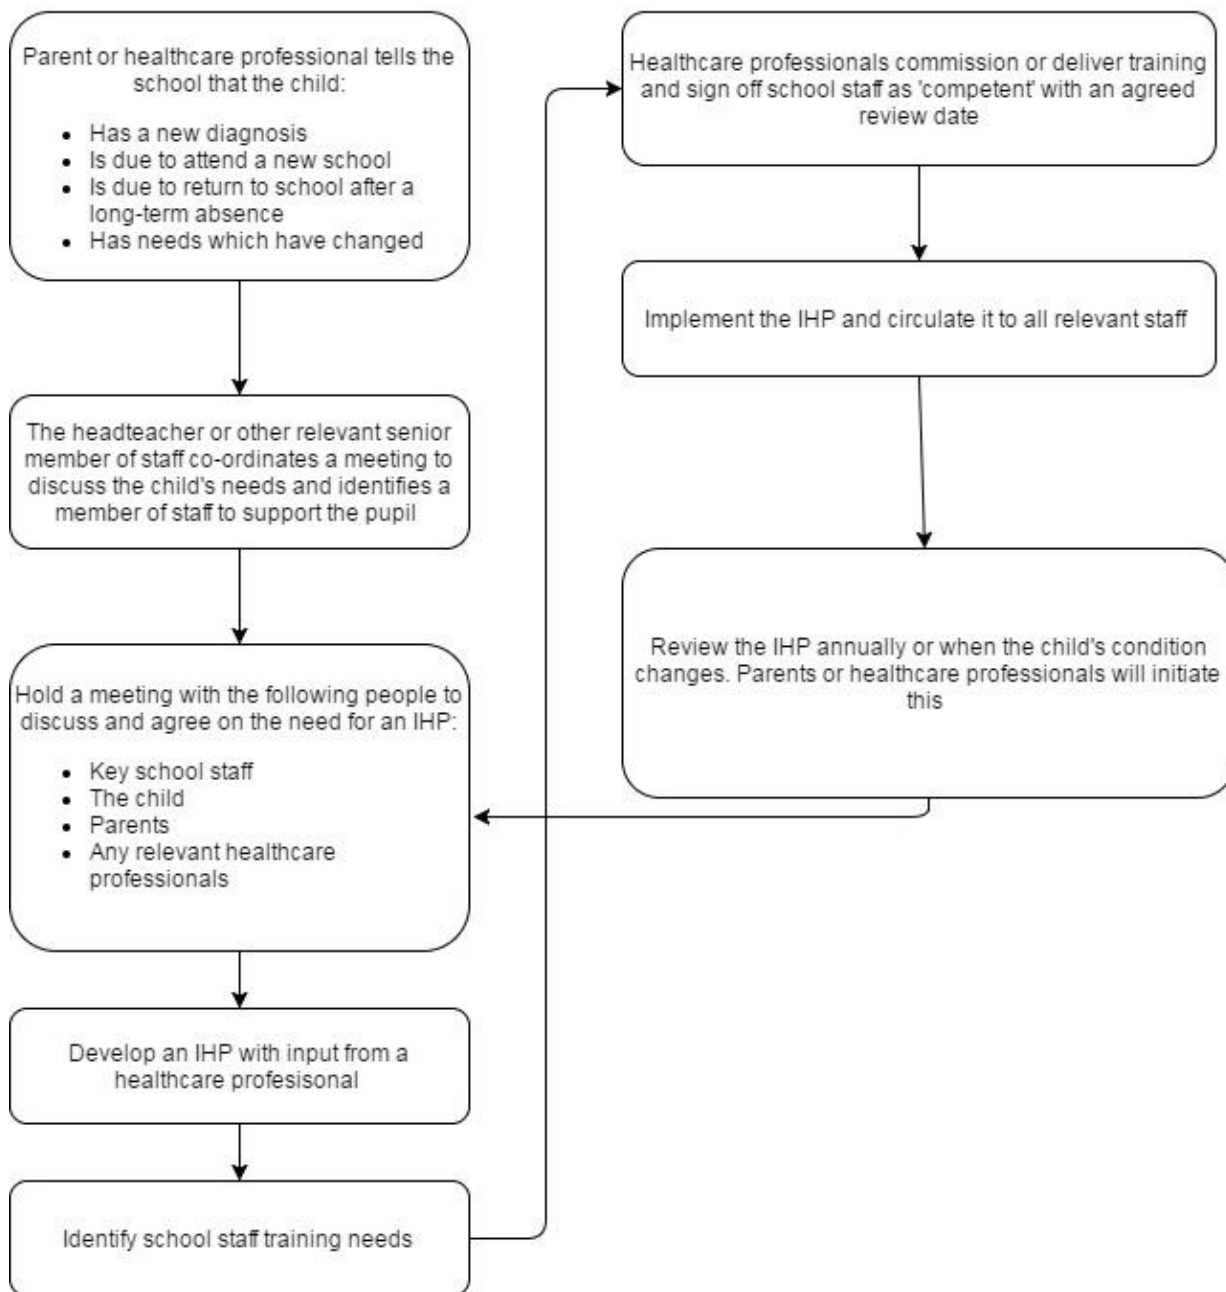 Parent or healthcare professional tells the
school that the child:
• Has a new diagnosis
• Is due to attend a new school
• Is due to return to school after a
long-term absence
• Has needs which have changed
The headteacher or other relevant senior
member of staff co-ordinates a meeting to
discuss the child's needs and identifies a
member of staff to support the pupil
Hold a meeting with the following people to
discuss and agree on the need for an IHP:
• Key school staff
• The child
• Parents
• Any relevant healthcare
professionals
Develop an IHP with input from a
healthcare profesisonal
Identify school staff training needs
Healthcare professionals commission or deliver training
and sign off school staff as 'competent' with an agreed
review date
Implement the IHP and circulate it to all relevant staff
Review the IHP annually or when the child's condition
changes. Parents or healthcare professionals will initiate
this